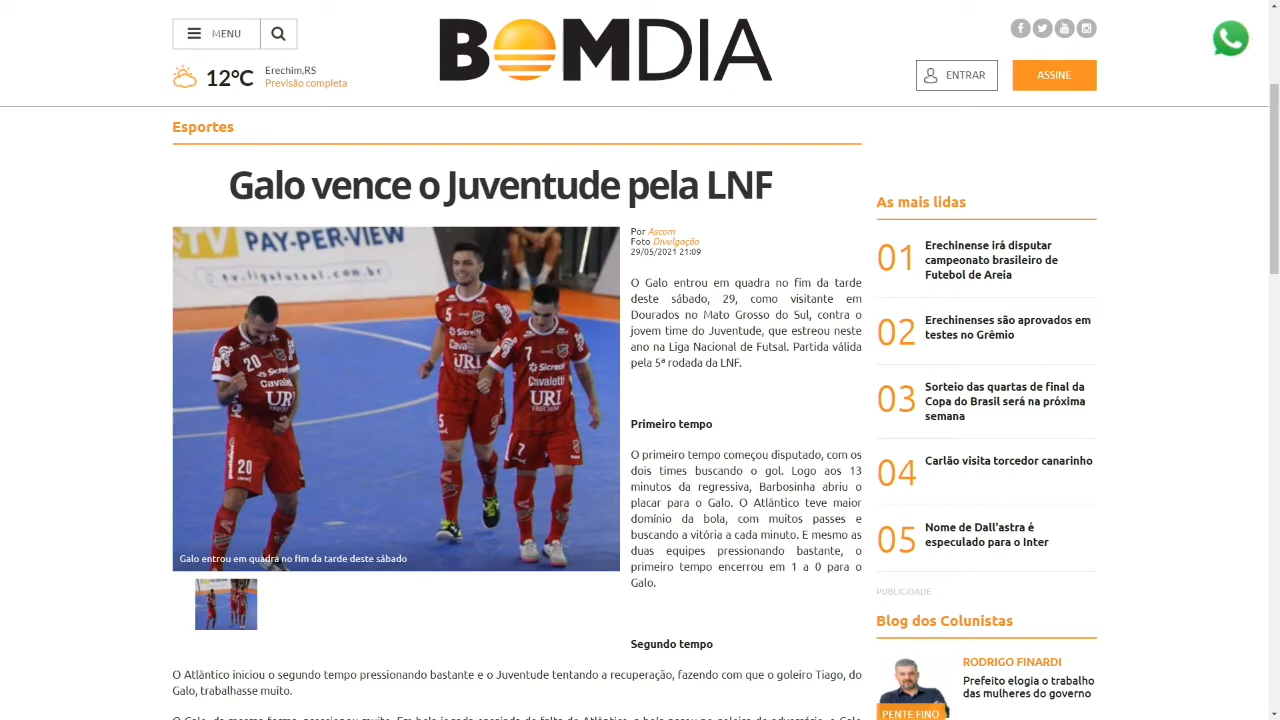 MENU
BOMDIA
12°C
Erechim,RS
Previsão completa
ENTRAR
ASSINE
Esportes
Galo vence o Juventude pela LNF
TV PAY-PER-VIEW
tv.ligafutsal.com.br
20
5
7
Sicredi
Cavaletti
URI
ERECHIM
Galo entrou em quadra no fim da tarde deste sábado
Por Ascom
Foto Divulgação
29/05/2021 21:09
O Galo entrou em quadra no fim da tarde
deste sábado, 29, como visitante em
Dourados no Mato Grosso do Sul, contra o
jovem time do Juventude, que estreou neste
ano na Liga Nacional de Futsal. Partida válida
pela 5ª rodada da LNF.
Primeiro tempo
O primeiro tempo começou disputado, com os
dois times buscando o gol. Logo aos 13
minutos da regressiva, Barbosinha abriu o
placar para o Galo. O Atlântico teve maior
domínio da bola, com muitos passes e
buscando a vitória a cada minuto. E mesmo as
duas equipes pressionando bastante, o
primeiro tempo encerrou em 1 a 0 para o
Galo.
Segundo tempo
O Atlântico iniciou o segundo tempo pressionando bastante e o Juventude tentando a recuperação, fazendo com que o goleiro Tiago, do
Galo, trabalhasse muito.
As mais lidas
01 Erechinense irá disputar
campeonato brasileiro de
Futebol de Areia
02 Erechinenses são aprovados em
testes no Grêmio
03 Sorteio das quartas de final da
Copa do Brasil será na próxima
semana
04 Carlão visita torcedor canarinho
05 Nome de Dall'astra é
especulado para o Inter
PUBLICIDADE
Blog dos Colunistas
RODRIGO FINARDI
Prefeito elogia o trabalho
das mulheres do governo
PENTE FINO